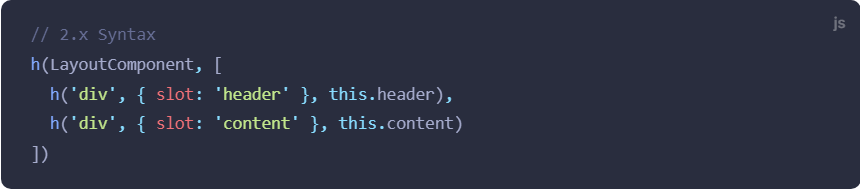 js
// 2.x Syntax
h(LayoutComponent, [
  h('div', { slot: 'header' }, this.header),
  h('div', { slot: 'content' }, this.content)
])